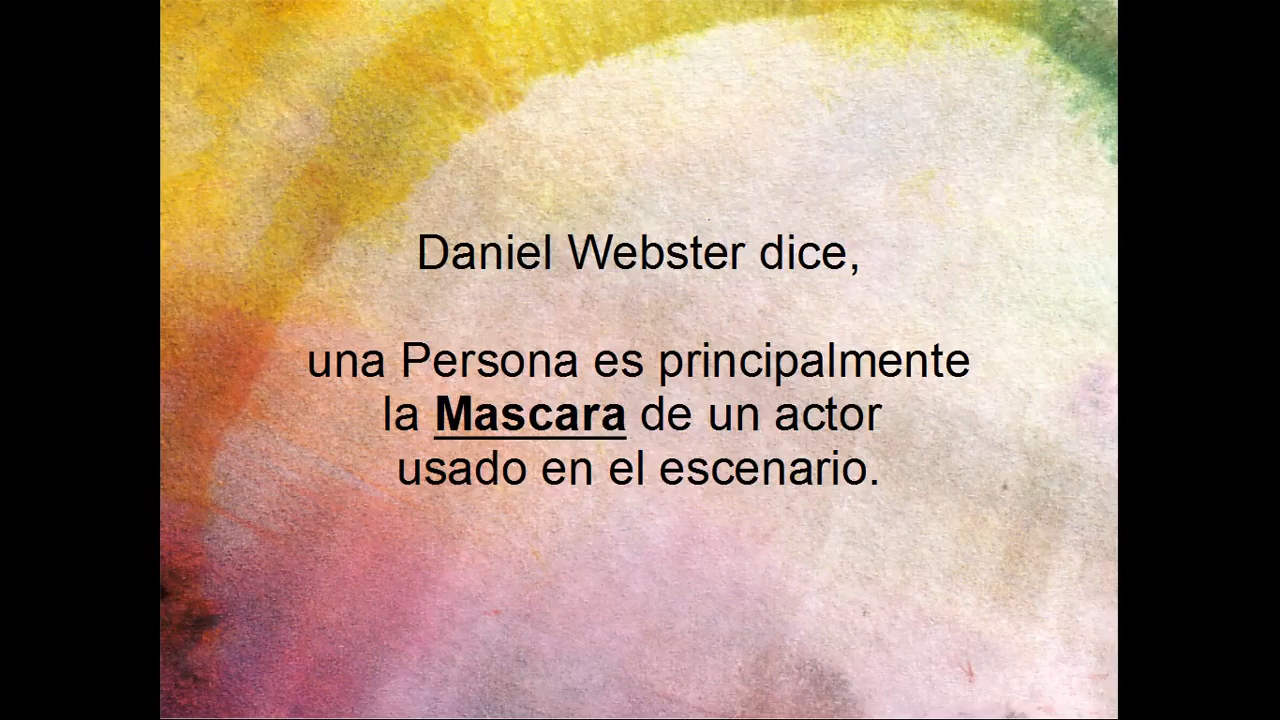 Daniel Webster dice,
una Persona es principalmente
la Mascara de un actor
usado en el escenario.